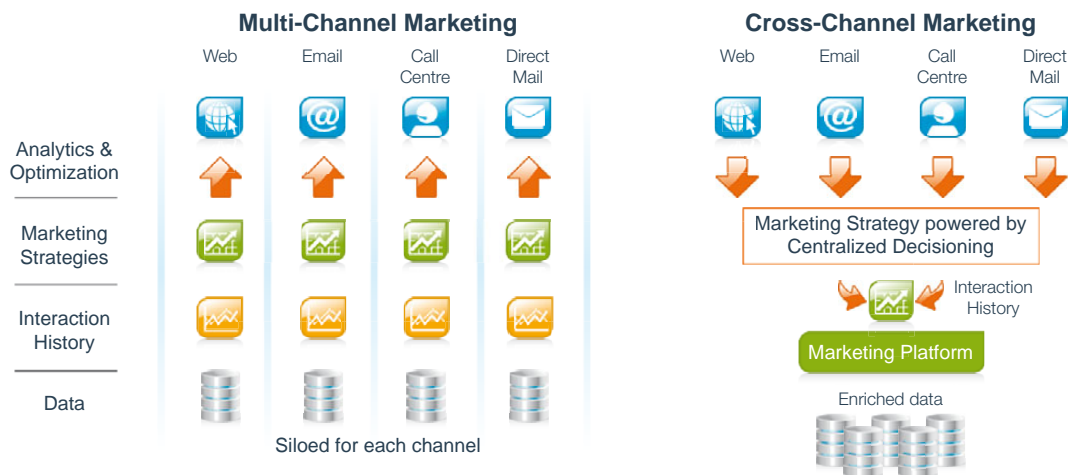 Multi-Channel Marketing
Web
Email
Call
Centre
Direct
Mail
Analytics &
Optimization
Marketing
Strategies
Interaction
History
Data
Siloed for each channel
Cross-Channel Marketing
Web
Email
Call
Centre
Direct
Mail
Marketing Strategy powered by
Centralized Decisioning
Interaction
History
Marketing Platform
Enriched data